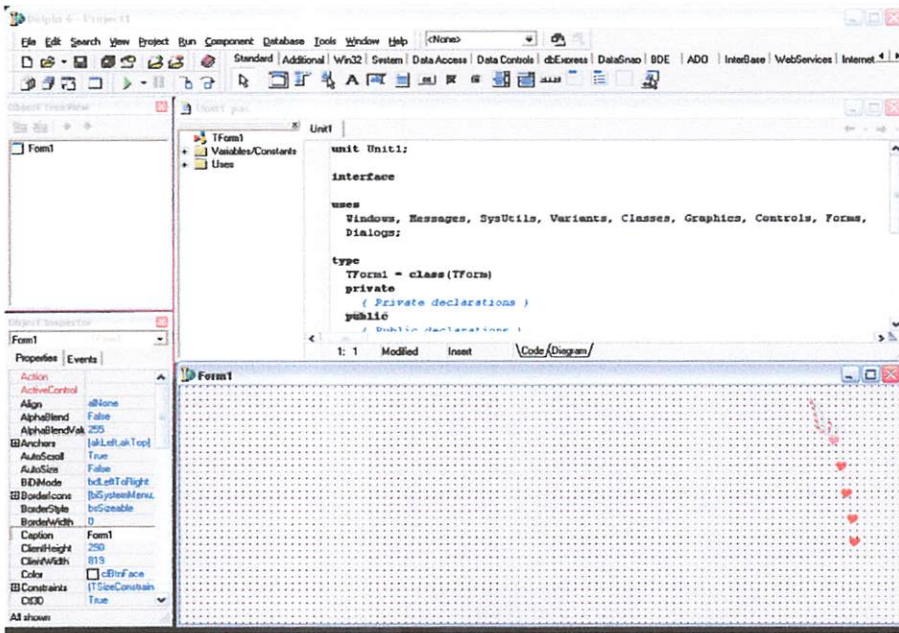 Delphi 6 - Project1
File Edit Search View Project Run Component Database Tools Window Help <None>
Standard Additional Win32 System Data Access Data Controls dbExpress DataSnap BDE ADO InterBase WebServices Internet
Object TreeView
Form1
Unit1.pas
TForm1
Variables/Constants
Uses
Unit1
unit Unit1;
interface
uses
Windows, Messages, SysUtils, Variants, Classes, Graphics, Controls, Forms,
Dialogs;
type
TForm1 = class(TForm)
private
{ Private declarations }
public
{ Public declarations }
1: 1 Modified Insert Code Diagram
Object Inspector
Form1
Properties Events
Action
ActiveControl
Align alNone
AlphaBlend False
AlphaBlendVal 255
Anchors [akLeft,akTop]
AutoScroll True
AutoSize False
BiDiMode bdLeftToRight
BorderIcons [biSystemMenu,
BorderStyle bsSizeable
BorderWidth 0
Caption Form1
ClientHeight 290
ClientWidth 819
Color clBtnFace
Constraints (TSizeConstrain
Ctl3D True
All shown
Form1